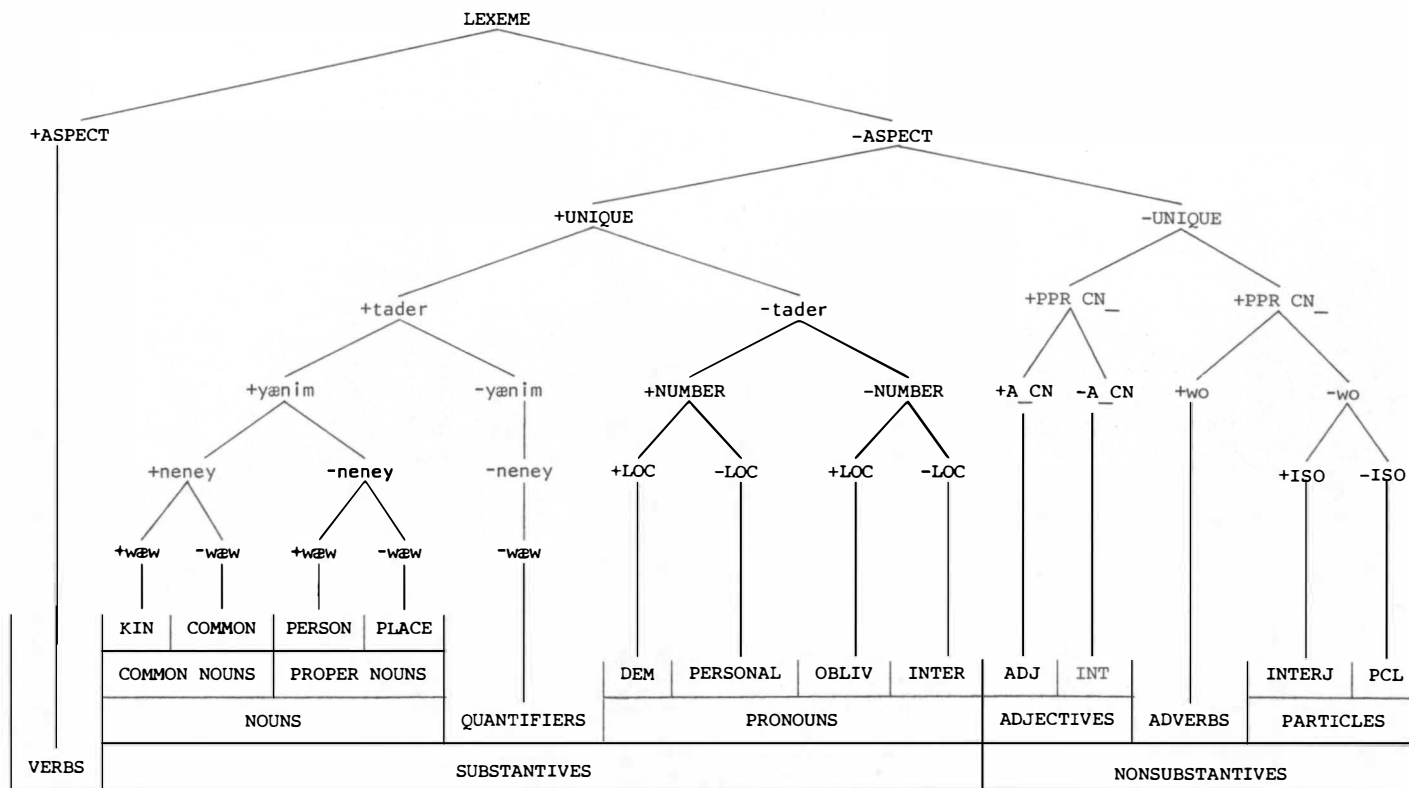 LEXEME
+ASPECT -ASPECT
+UNIQUE -UNIQUE
+tader -tader +PPR CN_ +PPR CN_
+yænim -yænim +NUMBER -NUMBER +A_CN -A_CN +wo -wo
+neney -neney -neney +LOC -LOC +LOC -LOC +ISO -ISO
+wæw -wæw +wæw -wæw -wæw
KIN COMMON PERSON PLACE
COMMON NOUNS PROPER NOUNS DEM PERSONAL OBLIV INTER ADJ INT INTERJ PCL
NOUNS QUANTIFIERS PRONOUNS ADJECTIVES ADVERBS PARTICLES
VERBS SUBSTANTIVES NONSUBSTANTIVES